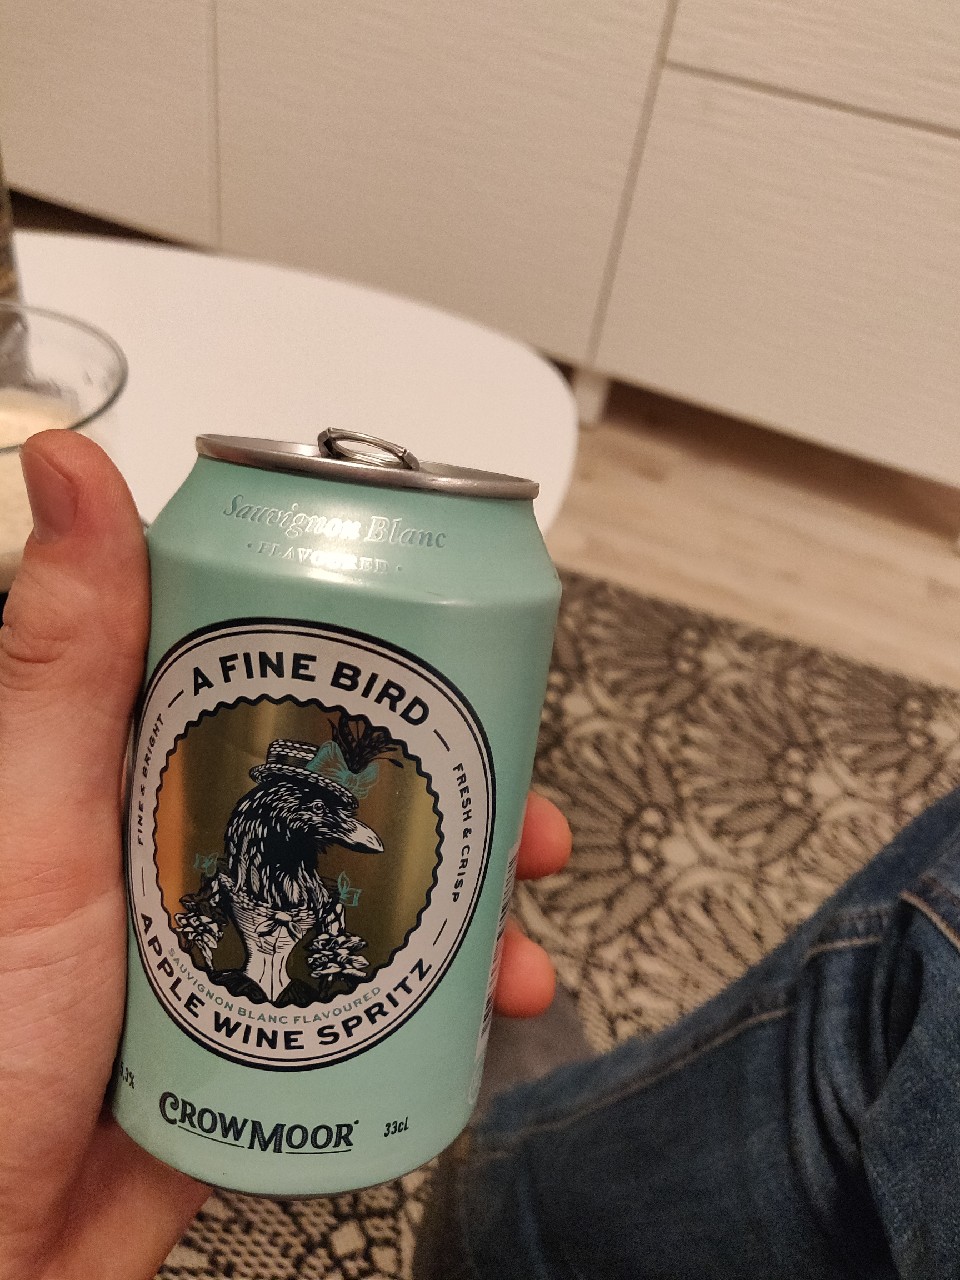 Sauvignon Blanc
· FLAVOURED ·
A FINE BIRD
FINE & BRIGHT
FRESH & CRISP
SAUVIGNON BLANC FLAVOURED
APPLE WINE SPRITZ
CROWMOOR
33cl